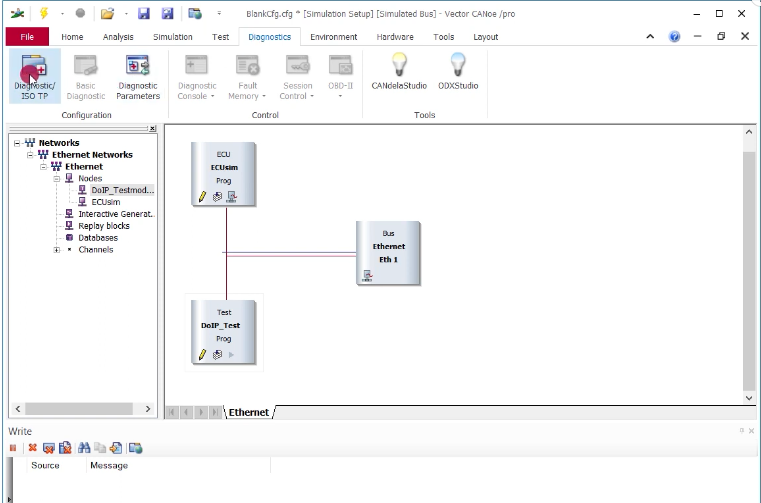 BlankCfg.cfg * [Simulation Setup] [Simulated Bus] - Vector CANoe /pro
File Home Analysis Simulation Test Diagnostics Environment Hardware Tools Layout
Diagnostic/
ISO TP
Basic
Diagnostic
Diagnostic
Parameters
Diagnostic
Console
Fault
Memory
Session
Control
OBD-II
CANdelaStudio
ODXStudio
Configuration
Control
Tools
Networks
Ethernet Networks
Ethernet
Nodes
DoIP_Testmod...
ECUsim
Interactive Generat..
Replay blocks
Databases
Channels
ECU
ECUsim
Prog
Bus
Ethernet
Eth 1
Test
DoIP_Test
Prog
Ethernet
Write
Source Message